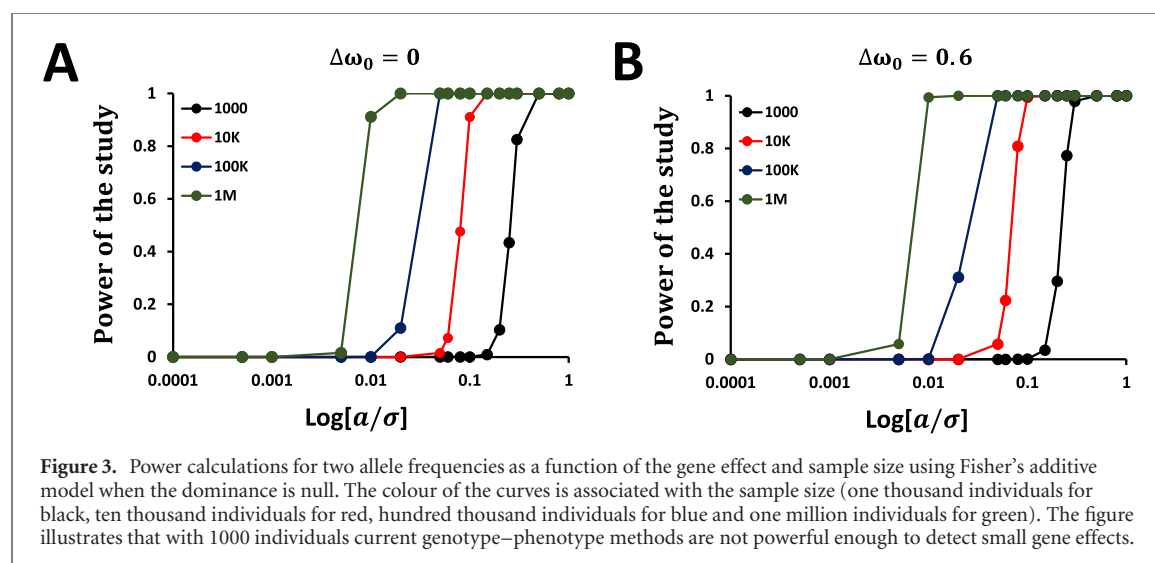 A
Δω₀ = 0
Power of the study
1
0.8
0.6
0.4
0.2
0
1000
10K
100K
1M
0.0001
0.001
0.01
0.1
1
Log[a/σ]
B
Δω₀ = 0.6
Power of the study
1
0.8
0.6
0.4
0.2
0
1000
10K
100K
1M
0.0001
0.001
0.01
0.1
1
Log[a/σ]
Figure 3. Power calculations for two allele frequencies as a function of the gene effect and sample size using Fisher's additive
model when the dominance is null. The colour of the curves is associated with the sample size (one thousand individuals for
black, ten thousand individuals for red, hundred thousand individuals for blue and one million individuals for green). The figure
illustrates that with 1000 individuals current genotype−phenotype methods are not powerful enough to detect small gene effects.